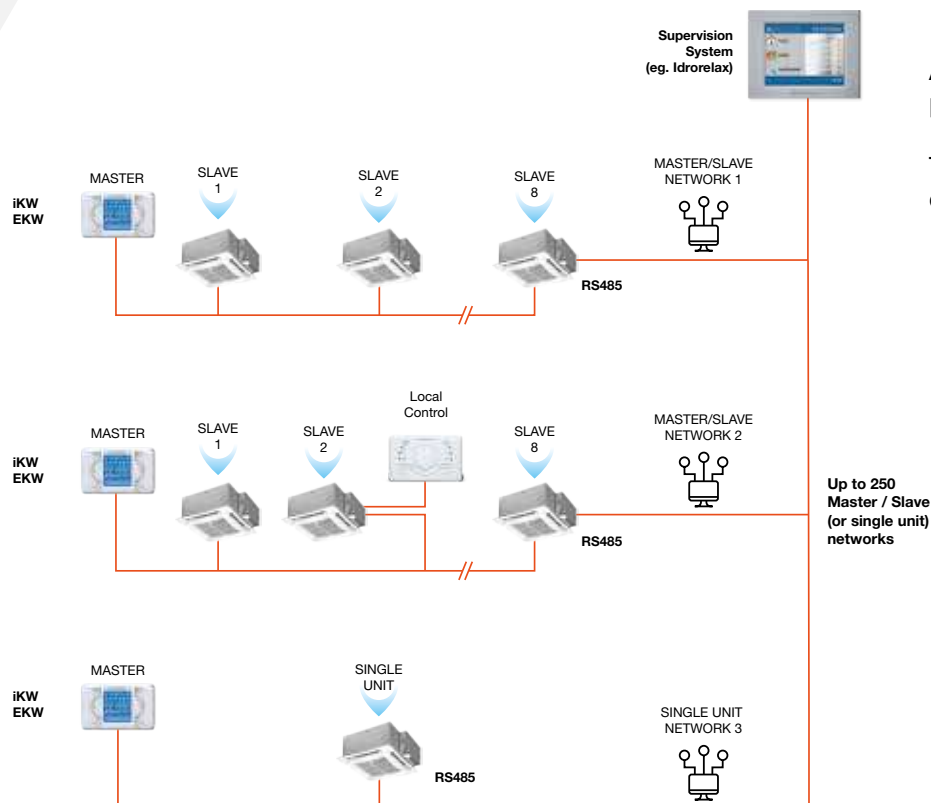 Supervision
System
(eg. Idrorelax)
MASTER
SLAVE
1
SLAVE
2
SLAVE
8
MASTER/SLAVE
NETWORK 1
iKW
EKW
RS485
Local
Control
MASTER
SLAVE
1
SLAVE
2
SLAVE
8
MASTER/SLAVE
NETWORK 2
iKW
EKW
RS485
Up to 250
Master / Slave
(or single unit)
networks
MASTER
SINGLE
UNIT
SINGLE UNIT
NETWORK 3
iKW
EKW
RS485